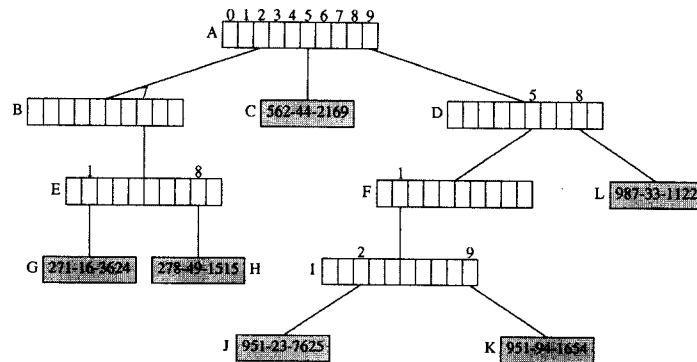 0 1 2 3 4 5 6 7 8 9
A
B
C 562-44-2169
D
5 8
E
1 8
F
1
L 987-33-1122
G 271-16-3624
278-49-1515 H
I
2 9
J 951-23-7625
K 951-94-1654